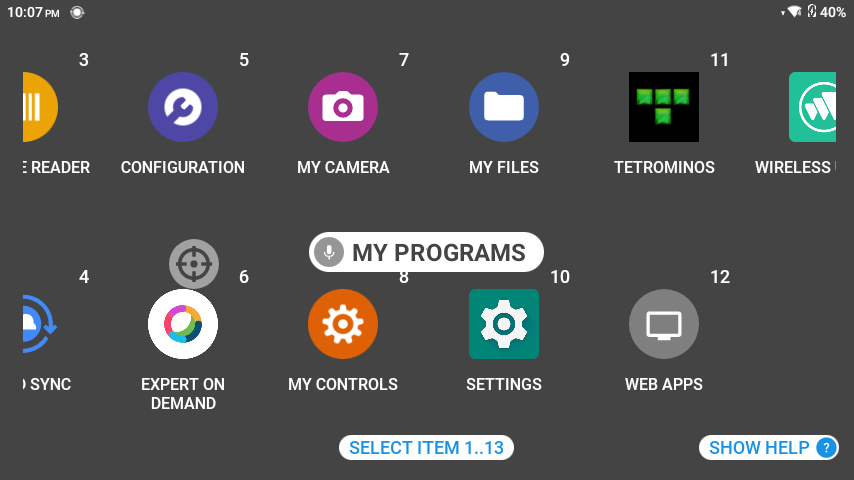 10:07 PM
40%
3
5
7
9
11
E READER
CONFIGURATION
MY CAMERA
MY FILES
TETROMINOS
WIRELESS
MY PROGRAMS
4
6
8
10
12
SYNC
EXPERT ON
DEMAND
MY CONTROLS
SETTINGS
WEB APPS
SELECT ITEM 1..13
SHOW HELP ?